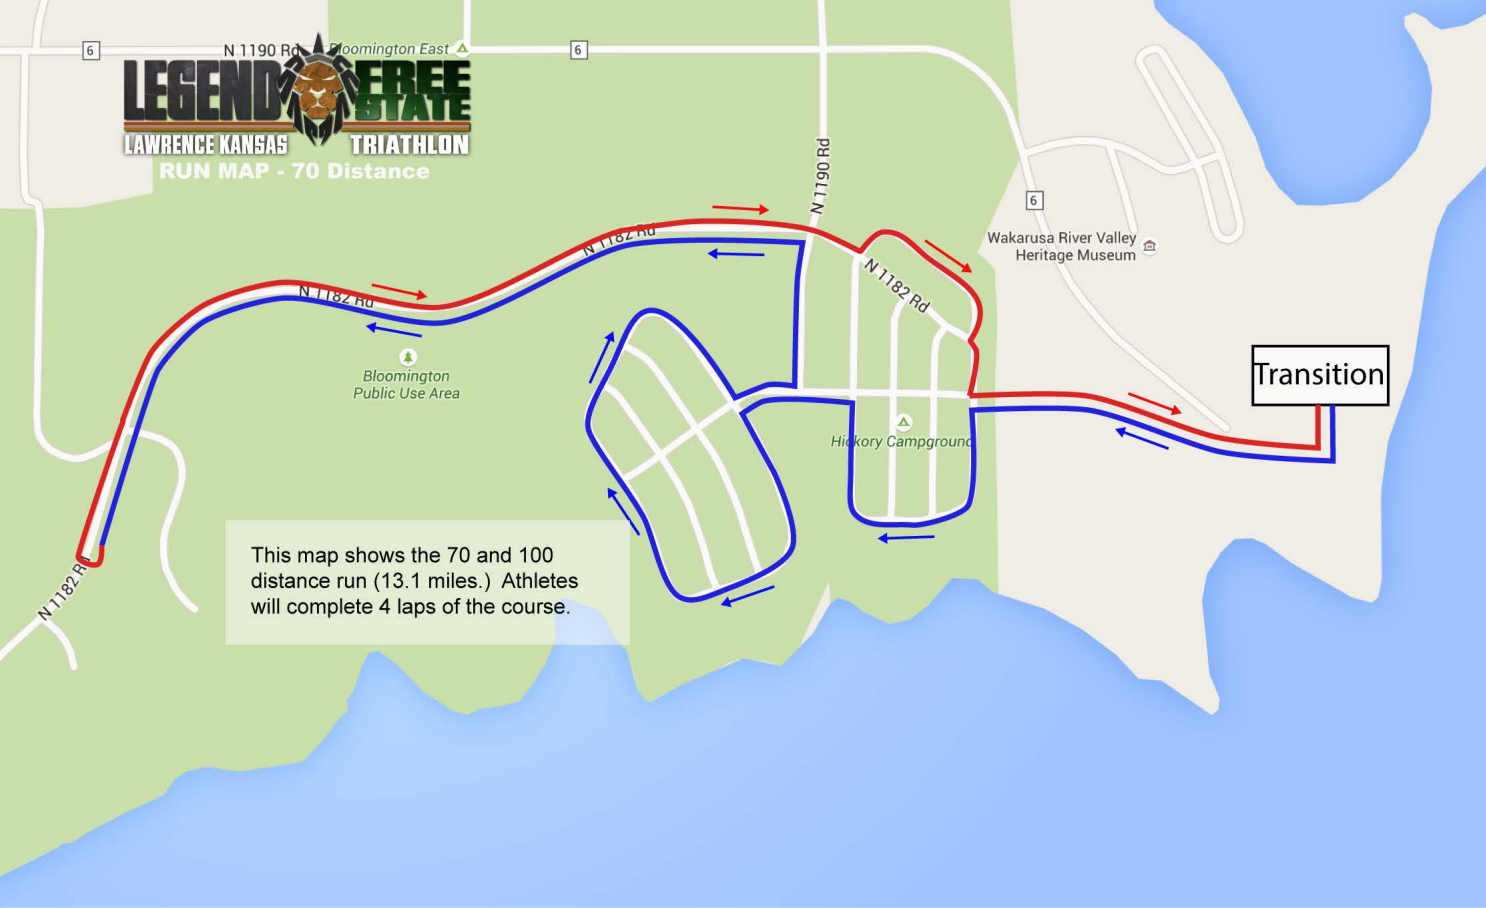 6
N 1190 Rd
Bloomington East
6
LEGEND
FREE
STATE
LAWRENCE KANSAS
TRIATHLON
RUN MAP - 70 Distance
N 1190 Rd
6
Wakarusa River Valley
Heritage Museum
N 1182 Rd
N 1182 Rd
N 1182 Rd
Transition
Bloomington
Public Use Area
Hickory Campground
This map shows the 70 and 100
distance run (13.1 miles.) Athletes
will complete 4 laps of the course.
N 1182 Rd